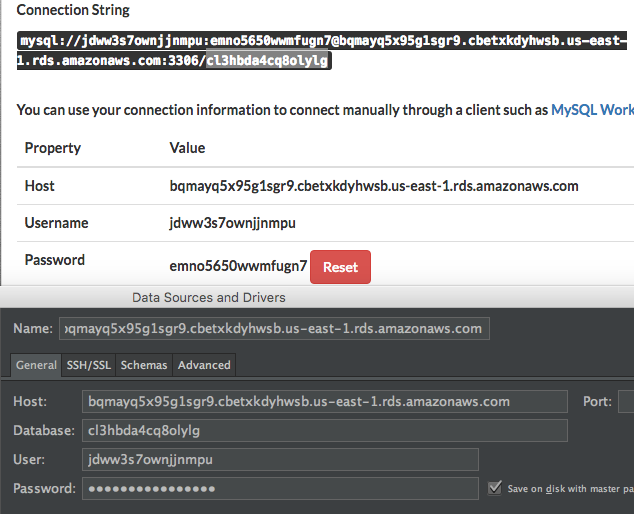 Connection String
mysql://jdww3s7ownjjnmpu:emno5650wwmfugn7@bqmayq5x95g1sgr9.cbetxkdyhwsb.us-east-
1.rds.amazonaws.com:3306/cl3hbda4cq8olylg
You can use your connection information to connect manually through a client such as MySQL Work
Property Value
Host bqmayq5x95g1sgr9.cbetxkdyhwsb.us-east-1.rds.amazonaws.com
Username jdww3s7ownjjnmpu
Password emno5650wwmfugn7 Reset
Data Sources and Drivers
Name: qmayq5x95g1sgr9.cbetxkdyhwsb.us-east-1.rds.amazonaws.com
General SSH/SSL Schemas Advanced
Host: bqmayq5x95g1sgr9.cbetxkdyhwsb.us-east-1.rds.amazonaws.com Port:
Database: cl3hbda4cq8olylg
User: jdww3s7ownjjnmpu
Password: •••••••••••••••• Save on disk with master pa